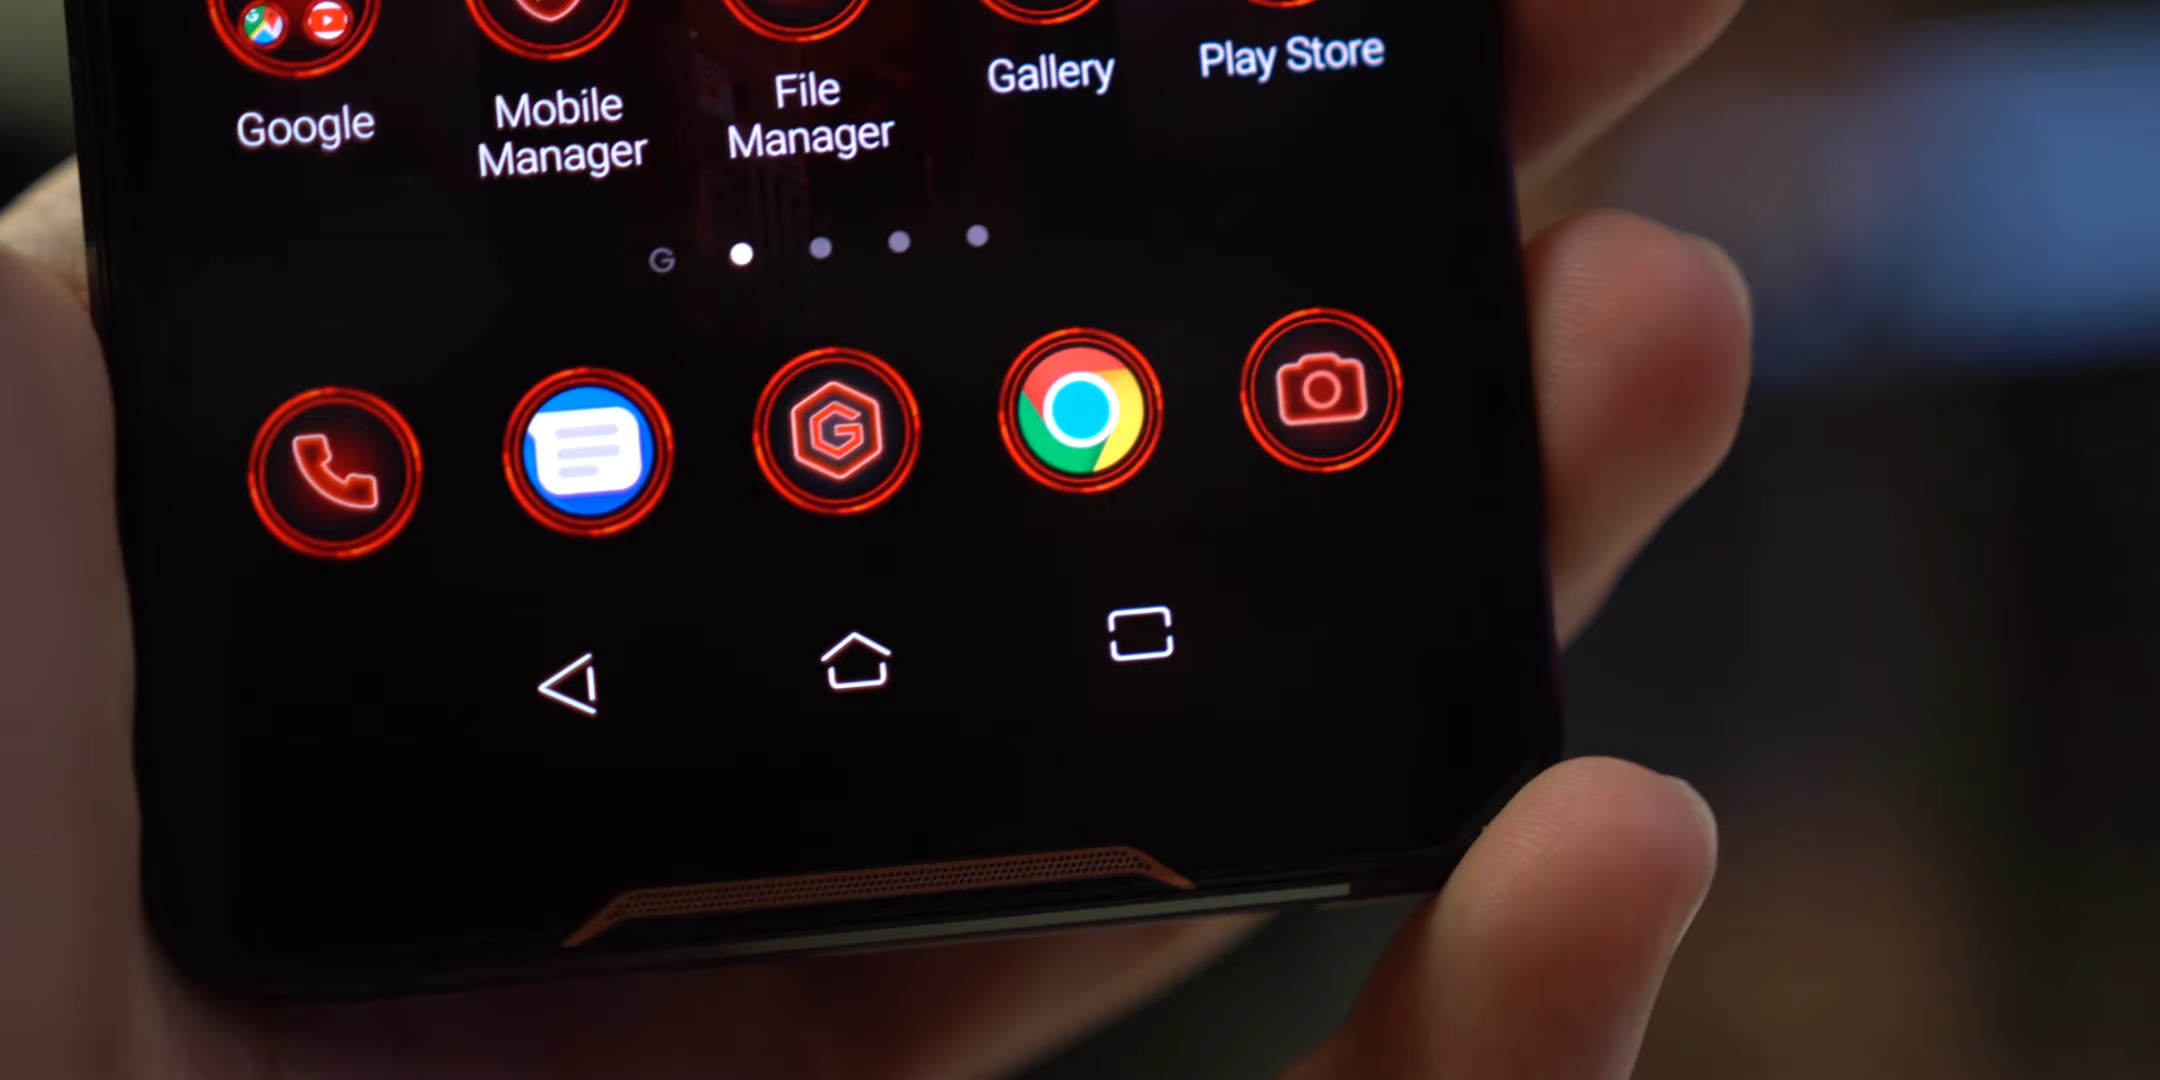 Google
Mobile
Manager
File
Manager
Gallery
Play Store
G
G